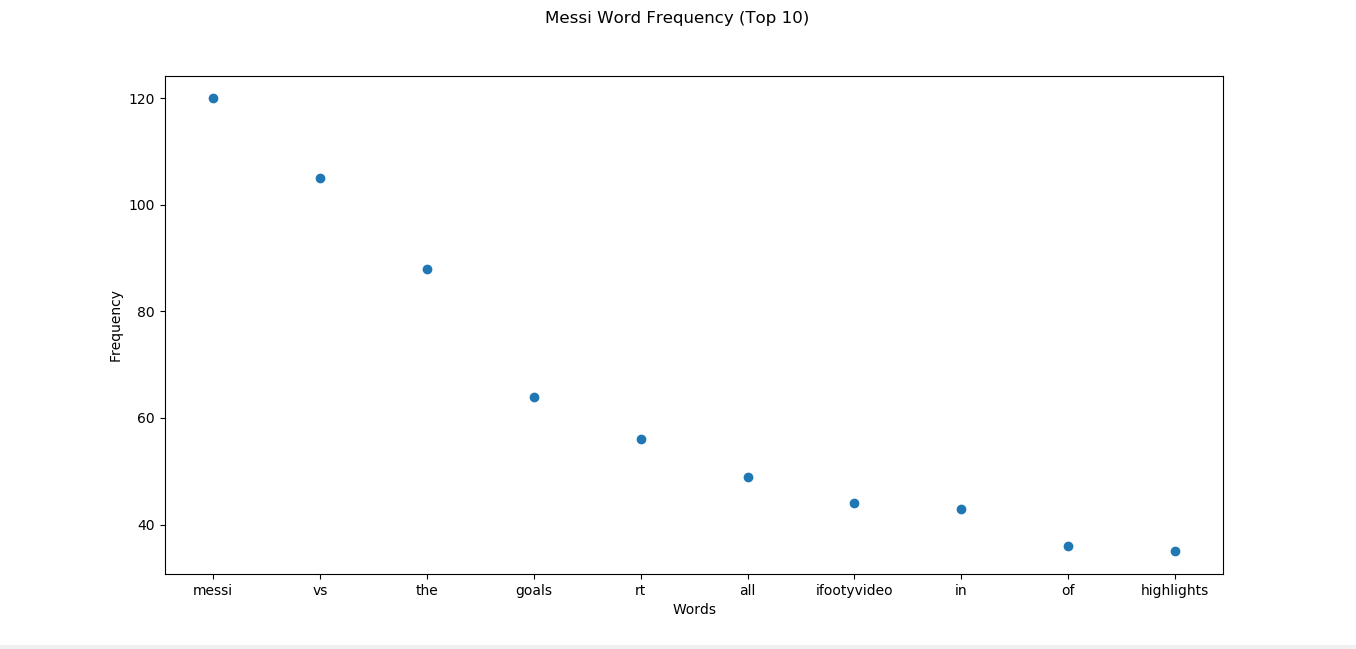 Messi Word Frequency (Top 10)
120
100
80
60
40
Frequency
messi vs the goals rt all ifootyvideo in of highlights
Words